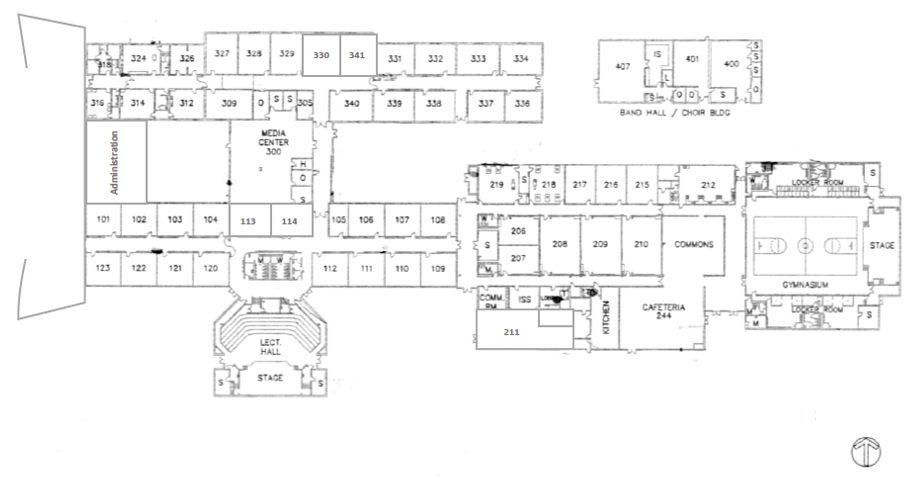 318
324
326
327
328
329
330
341
331
332
333
334
316
314
312
309
O
S
S
305
340
339
338
337
336
407
IS
L
401
400
S
S
S
O
S
O
O
S
BAND HALL / CHOIR BLDG
Administration
MEDIA
CENTER
300
H
O
S
101
102
103
104
113
114
105
106
107
108
123
122
121
120
M
W
112
111
110
109
LECT.
HALL
STAGE
S
S
219
S
218
217
216
215
212
W
S
M
206
207
208
209
210
COMMONS
COMM.
RM
ISS
211
KITCHEN
CAFETERIA
244
LOCKER ROOM
W
S
STAGE
GYMNASIUM
LOCKER ROOM
M
S